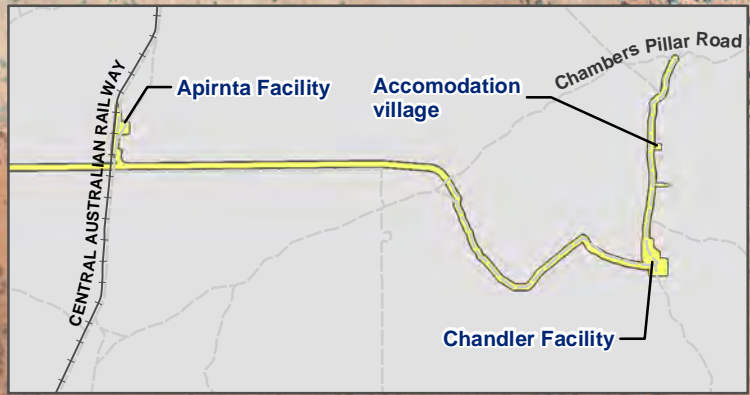 Chambers Pillar Road
Apirnta Facility
Accomodation
village
CENTRAL AUSTRALIAN RAILWAY
Chandler Facility